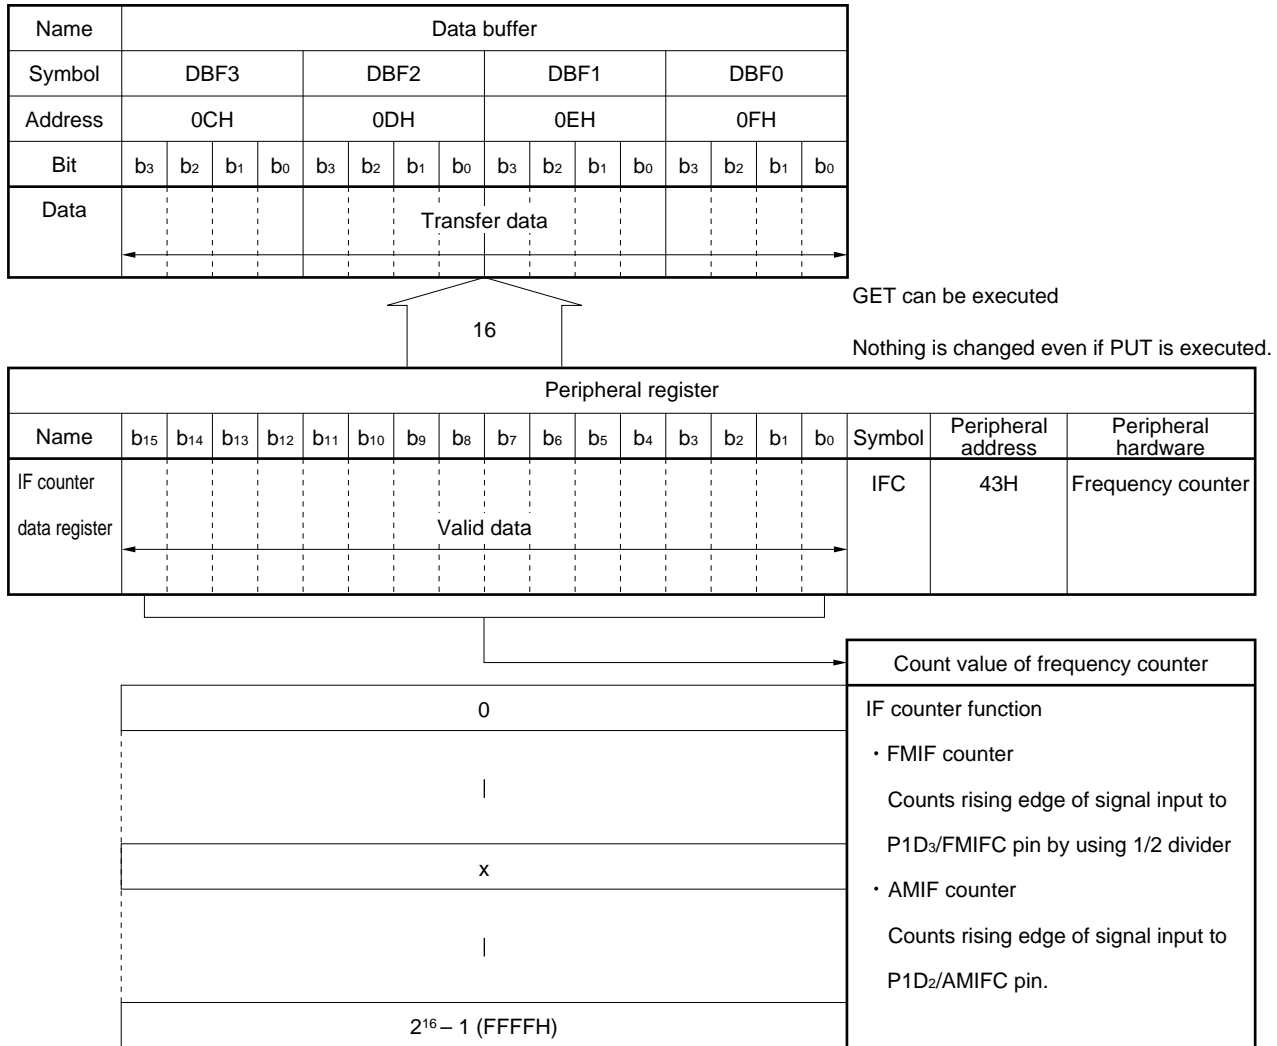 Name Data buffer
Symbol DBF3 DBF2 DBF1 DBF0
Address 0CH 0DH 0EH 0FH
Bit b3 b2 b1 b0 b3 b2 b1 b0 b3 b2 b1 b0 b3 b2 b1 b0
Data
Transfer data
GET can be executed
16
Nothing is changed even if PUT is executed.
Peripheral register
Name b15 b14 b13 b12 b11 b10 b9 b8 b7 b6 b5 b4 b3 b2 b1 b0 Symbol Peripheral address Peripheral hardware
IF counter IFC 43H Frequency counter
data register Valid data
Count value of frequency counter
0
IF counter function
・FMIF counter
Counts rising edge of signal input to
P1D3/FMIFC pin by using 1/2 divider
x
・AMIF counter
Counts rising edge of signal input to
P1D2/AMIFC pin.
2¹⁶ – 1 (FFFFH)